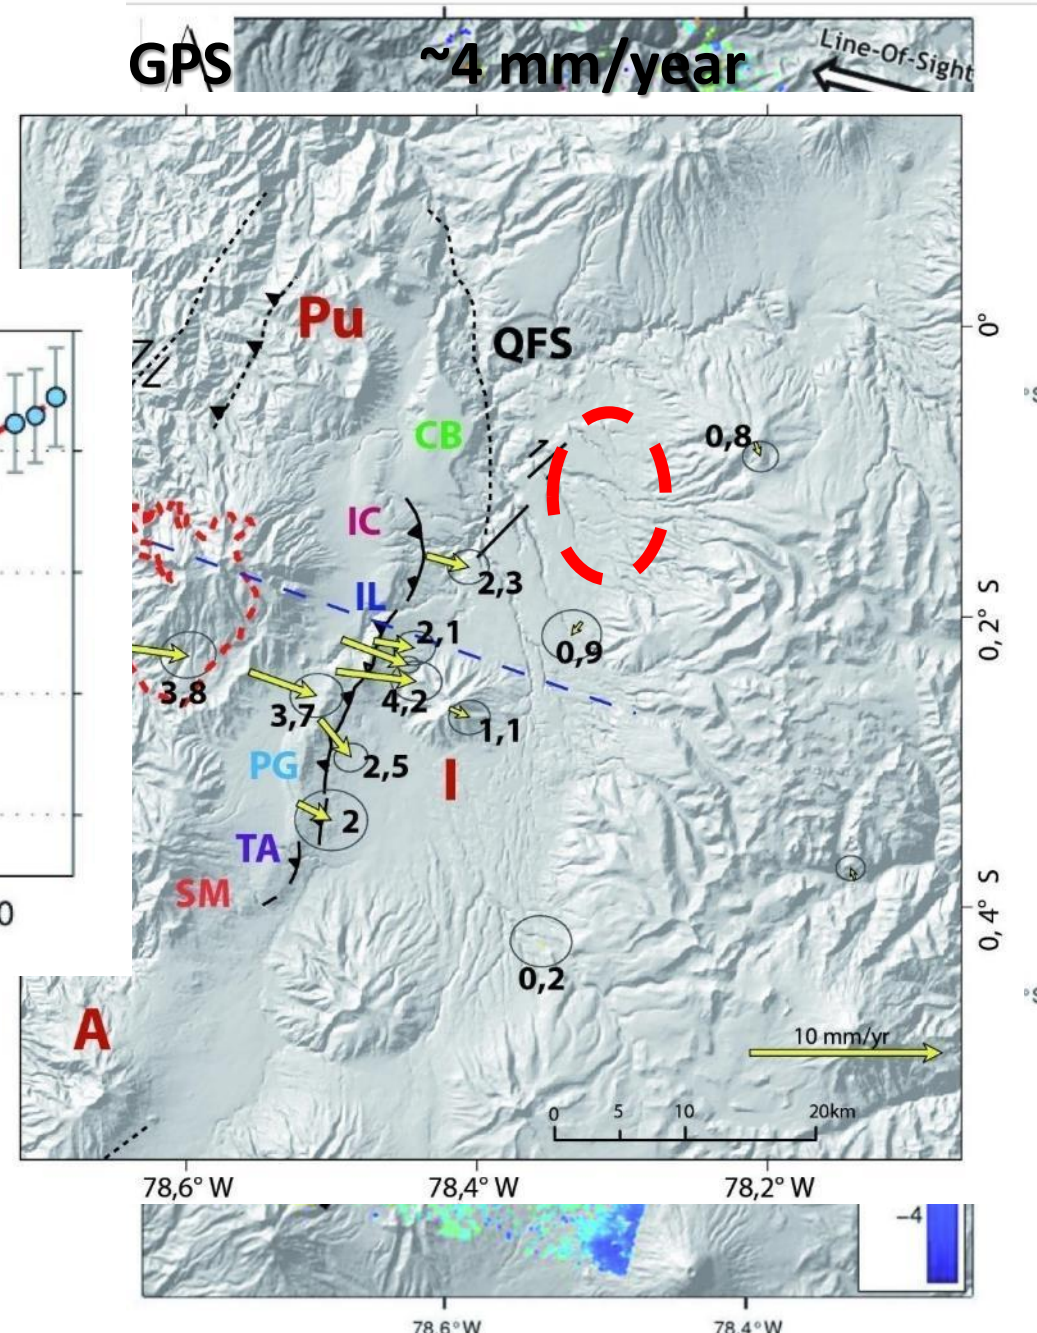 GPS ~4 mm/year
Line-Of-Sight
Pu
QFS
0°
CB
0,8
IC
2,3
IL
2,1
0,9
0,2° S
3,8
4,2
3,7
1,1
PG
2,5
I
2
TA
SM
0,4° S
0
0,2
A
10 mm/yr
0 5 10 20km
78,6° W 78,4° W 78,2° W
−4
78.6°W 78.4°W